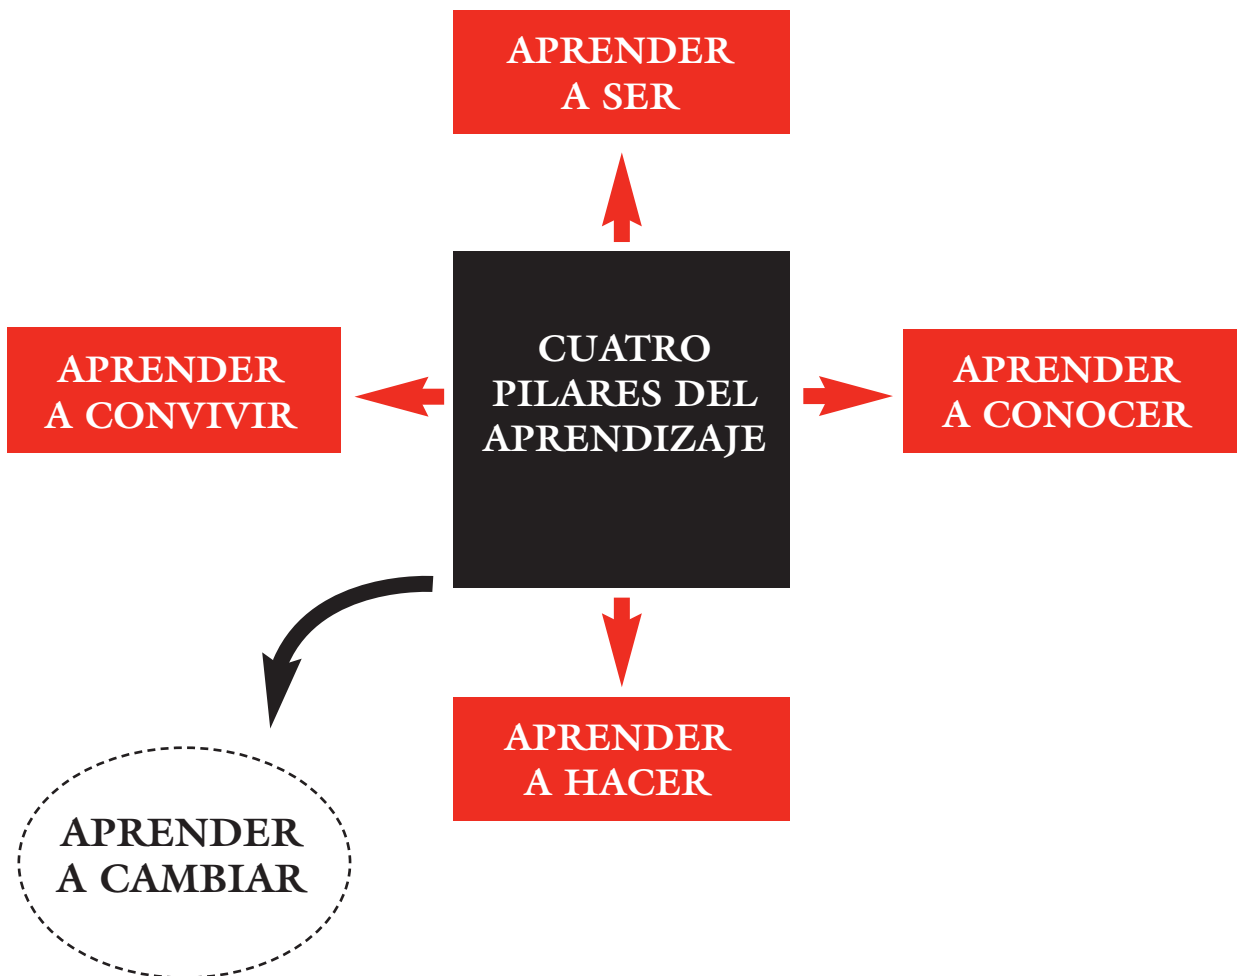 APRENDER
A SER
CUATRO
PILARES DEL
APRENDIZAJE
APRENDER
A CONVIVIR
APRENDER
A CONOCER
APRENDER
A HACER
APRENDER
A CAMBIAR